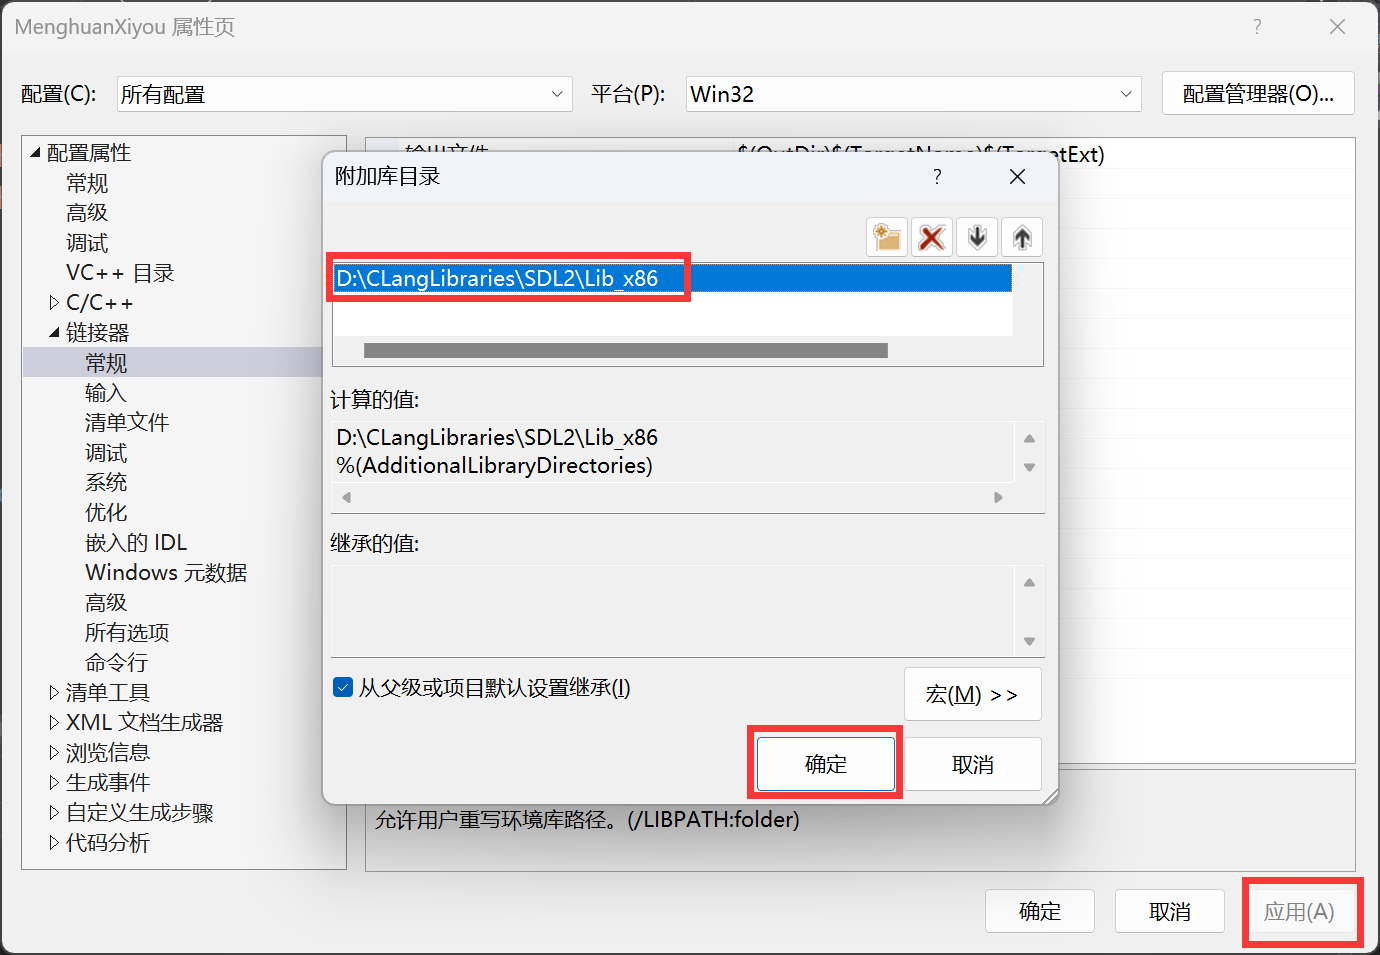 MenghuanXiyou 属性页
配置(C): 所有配置 平台(P): Win32 配置管理器(O)...
配置属性
常规
高级
调试
VC++ 目录
C/C++
链接器
常规
输入
清单文件
调试
系统
优化
嵌入的 IDL
Windows 元数据
高级
所有选项
命令行
清单工具
XML 文档生成器
浏览信息
生成事件
自定义生成步骤
代码分析
输出文件 $(OutDir)$(TargetName)$(TargetExt)
附加库目录
D:\CLangLibraries\SDL2\Lib_x86
计算的值:
D:\CLangLibraries\SDL2\Lib_x86
%(AdditionalLibraryDirectories)
继承的值:
从父级或项目默认设置继承(I)
宏(M) >>
确定 取消
允许用户重写环境库路径。(/LIBPATH:folder)
确定 取消 应用(A)